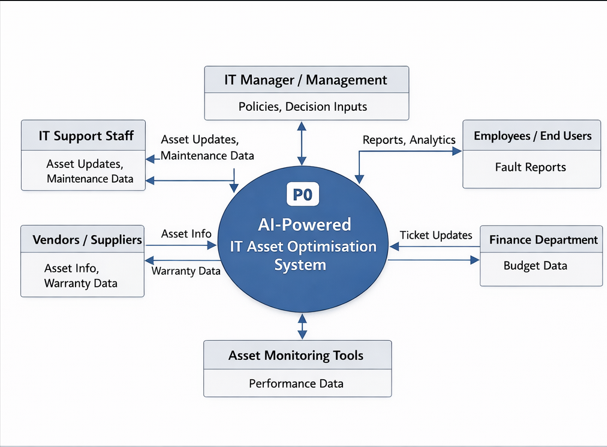 IT Manager / Management
Policies, Decision Inputs
IT Support Staff
Asset Updates,
Maintenance Data
Asset Updates,
Maintenance Data
Reports, Analytics
Employees / End Users
Fault Reports
P0
AI-Powered
IT Asset Optimisation
System
Vendors / Suppliers
Asset Info,
Warranty Data
Asset Info
Warranty Data
Ticket Updates
Finance Department
Budget Data
Asset Monitoring Tools
Performance Data